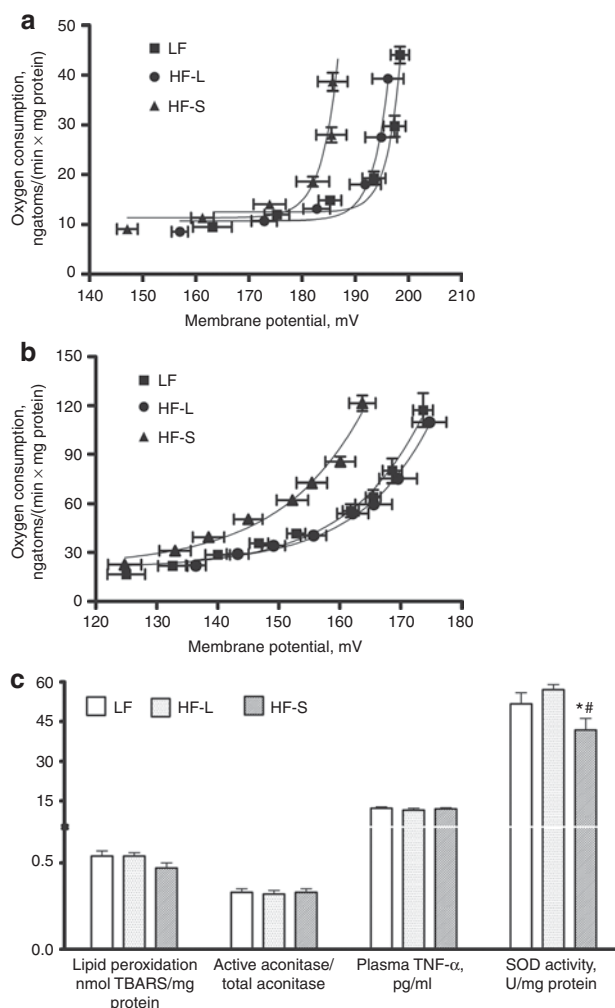 a
LF
HF-L
HF-S
Oxygen consumption,
ngatoms/(min × mg protein)
50
40
30
20
10
0
140 150 160 170 180 190 200 210
Membrane potential, mV
b
LF
HF-L
HF-S
Oxygen consumption,
ngatoms/(min × mg protein)
150
120
90
60
30
0
120 130 140 150 160 170 180
Membrane potential, mV
c
60
45
30
15
0.5
0.0
LF HF-L HF-S
*#
Lipid peroxidation
nmol TBARS/mg
protein
Active aconitase/
total aconitase
Plasma TNF-α,
pg/ml
SOD activity,
U/mg protein